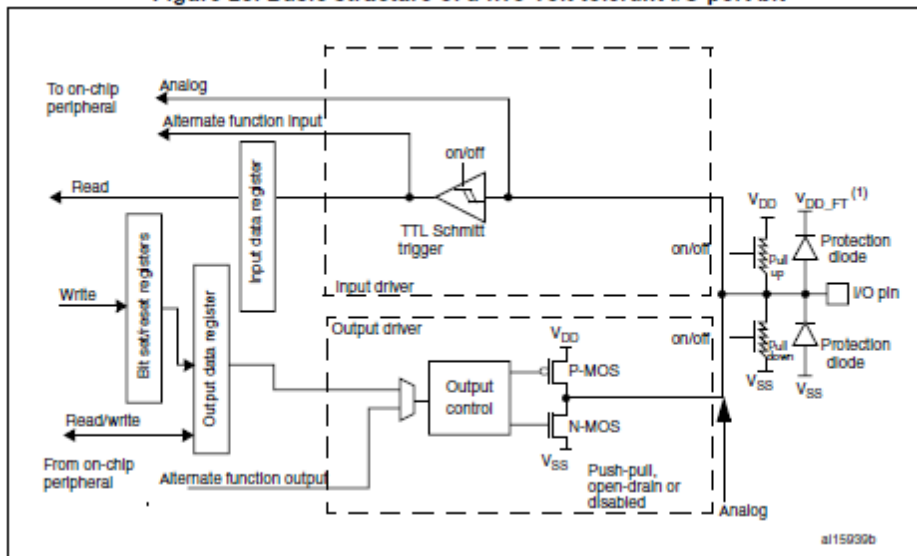 To on-chip
peripheral
Analog
Alternate function input
on/off
Read
Input data register
TTL Schmitt
trigger
Input driver
VDD
VDD_FT (1)
on/off
Pull
up
Protection
diode
I/O pin
on/off
Pull
down
Protection
diode
VSS
VSS
Write
Bit set/reset registers
Output data register
Read/write
From on-chip
peripheral
Alternate function output
Output driver
VDD
P-MOS
Output
control
N-MOS
VSS
Push-pull,
open-drain or
disabled
Analog
ai15939b